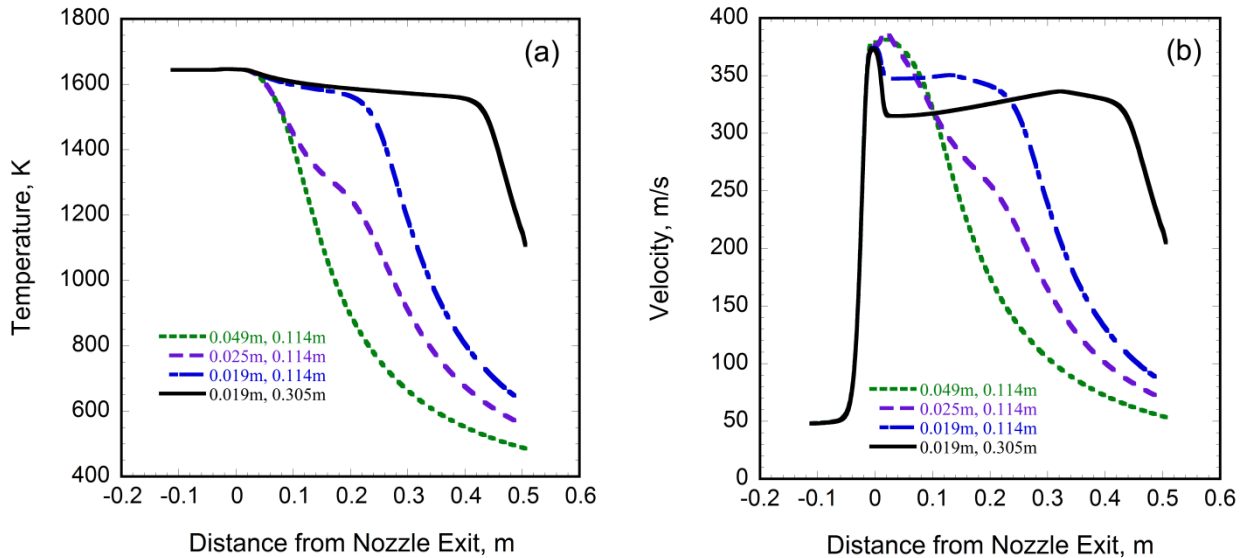 (a)
Temperature, K
1800
1600
1400
1200
1000
800
600
400
0.049m, 0.114m
0.025m, 0.114m
0.019m, 0.114m
0.019m, 0.305m
-0.2 -0.1 0 0.1 0.2 0.3 0.4 0.5 0.6
Distance from Nozzle Exit, m
(b)
Velocity, m/s
400
350
300
250
200
150
100
50
0
0.049m, 0.114m
0.025m, 0.114m
0.019m, 0.114m
0.019m, 0.305m
-0.2 -0.1 0 0.1 0.2 0.3 0.4 0.5 0.6
Distance from Nozzle Exit, m